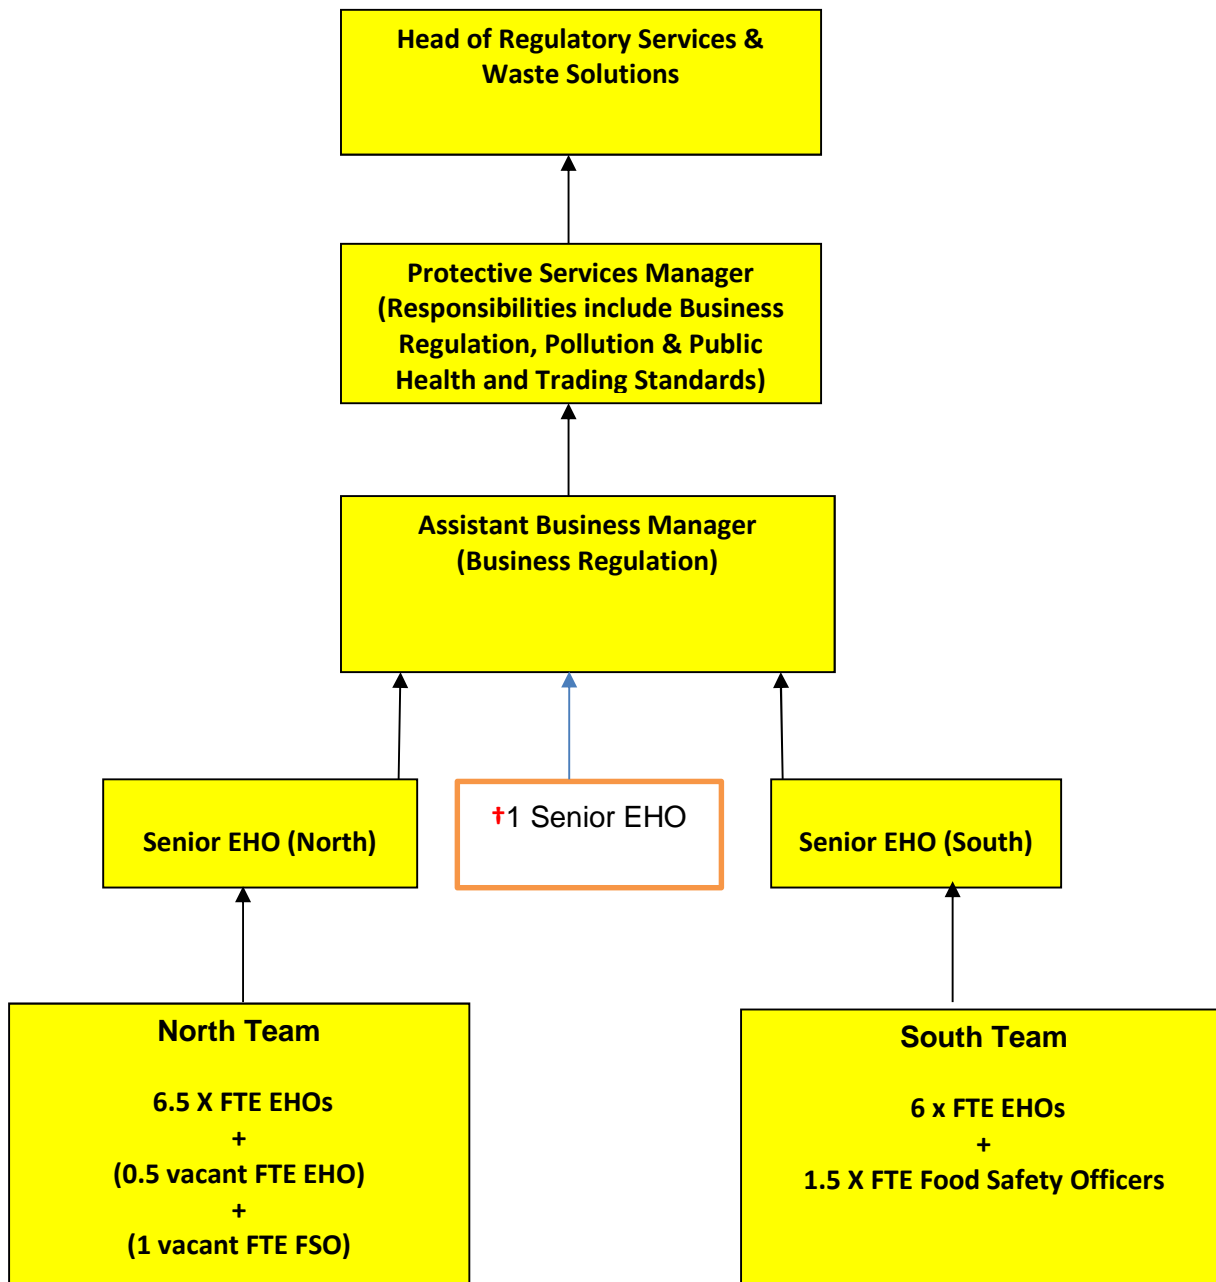 Head of Regulatory Services &
Waste Solutions
Protective Services Manager
(Responsibilities include Business
Regulation, Pollution & Public
Health and Trading Standards)
Assistant Business Manager
(Business Regulation)
Senior EHO (North)
†1 Senior EHO
Senior EHO (South)
North Team
6.5 X FTE EHOs
+
(0.5 vacant FTE EHO)
+
(1 vacant FTE FSO)
South Team
6 x FTE EHOs
+
1.5 X FTE Food Safety Officers